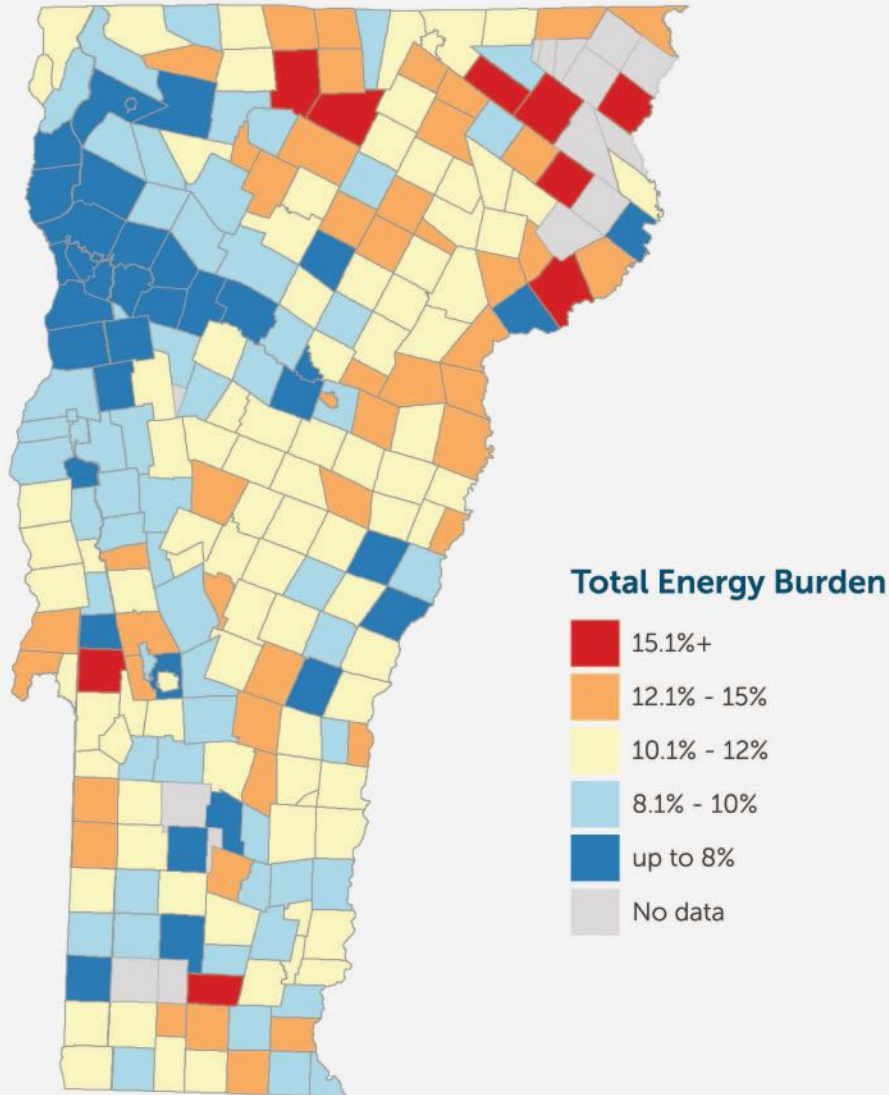 Total Energy Burden
15.1%+
12.1% - 15%
10.1% - 12%
8.1% - 10%
up to 8%
No data